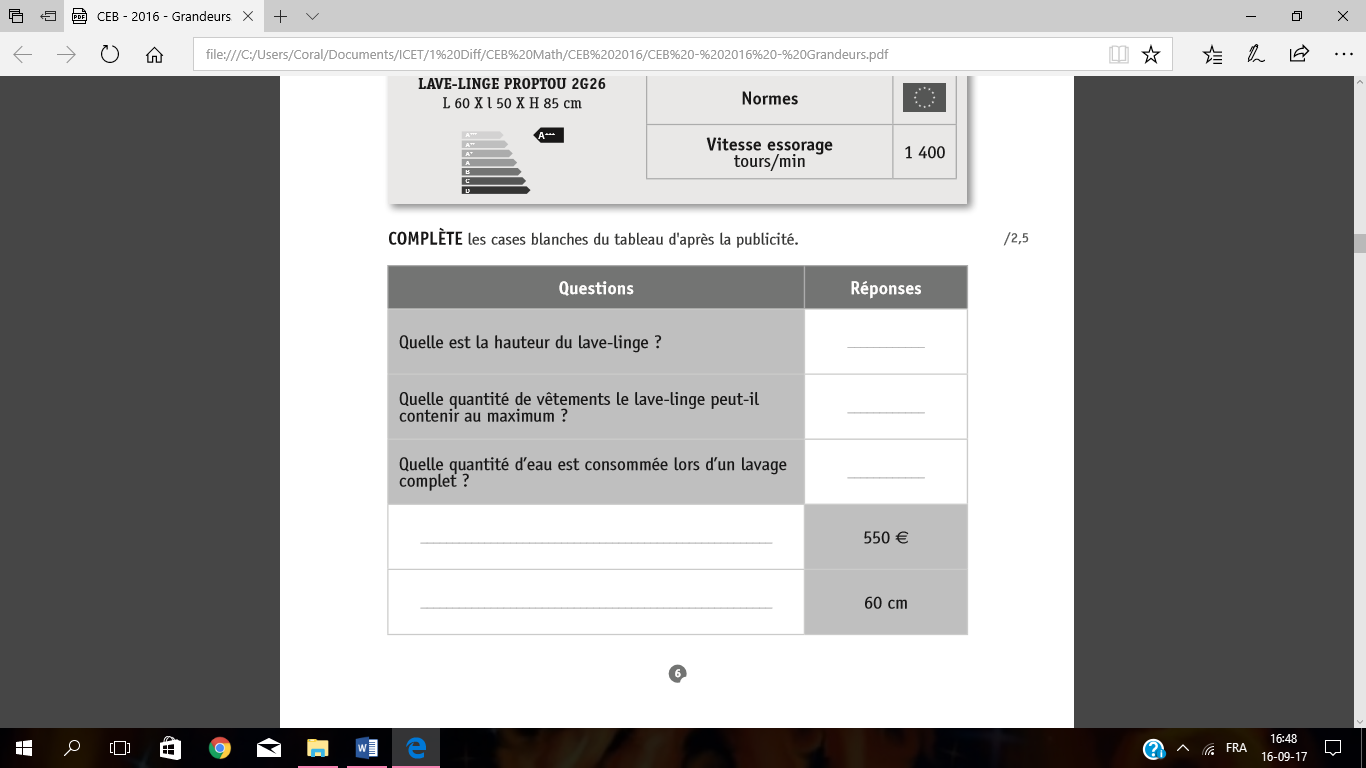 CEB - 2016 - Grandeurs
file:///C:/Users/Coral/Documents/ICET/1%20Diff/CEB%20Math/CEB%202016/CEB%20-%202016%20-%20Grandeurs.pdf
LAVE-LINGE PROPTOU 2G26
L 60 X l 50 X H 85 cm
A+++
A++
A+
A
B
C
D
A+++
Normes
Vitesse essorage
tours/min
1 400
COMPLÈTE les cases blanches du tableau d'après la publicité.
/2,5
Questions
Réponses
Quelle est la hauteur du lave-linge ?
Quelle quantité de vêtements le lave-linge peut-il
contenir au maximum ?
Quelle quantité d’eau est consommée lors d’un lavage
complet ?
550 €
60 cm
6
FRA
16:48
16-09-17